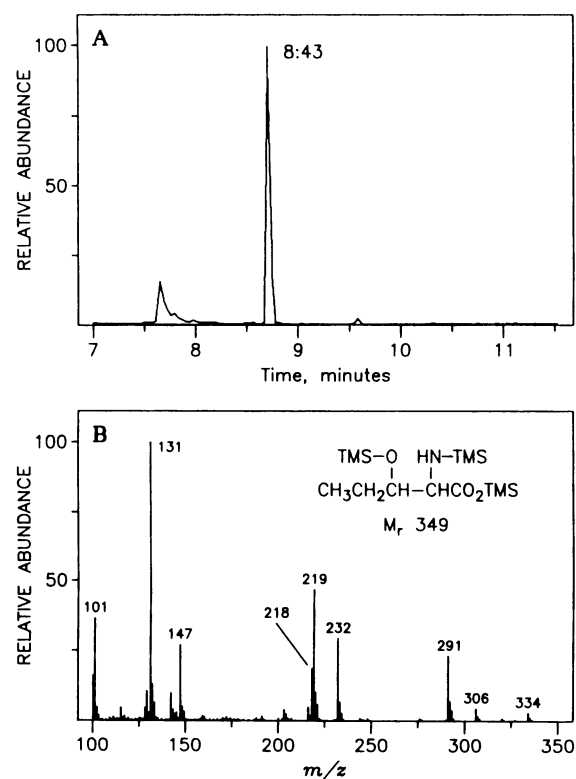 A
RELATIVE ABUNDANCE
100
50
8:43
7 8 9 10 11
Time, minutes
B
RELATIVE ABUNDANCE
100
50
131
101
147
218
219
232
291
306
334
TMS–O HN–TMS
CH₃CH₂CH–CHCO₂TMS
Mᵣ 349
100 150 200 250 300 350
m/z